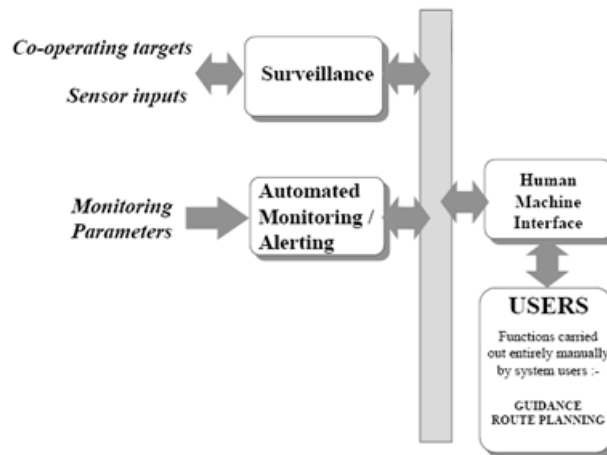 Co-operating targets
Sensor inputs
Surveillance
Monitoring
Parameters
Automated
Monitoring /
Alerting
Human
Machine
Interface
USERS
Functions carried
out entirely manually
by system users :-
GUIDANCE
ROUTE PLANNING